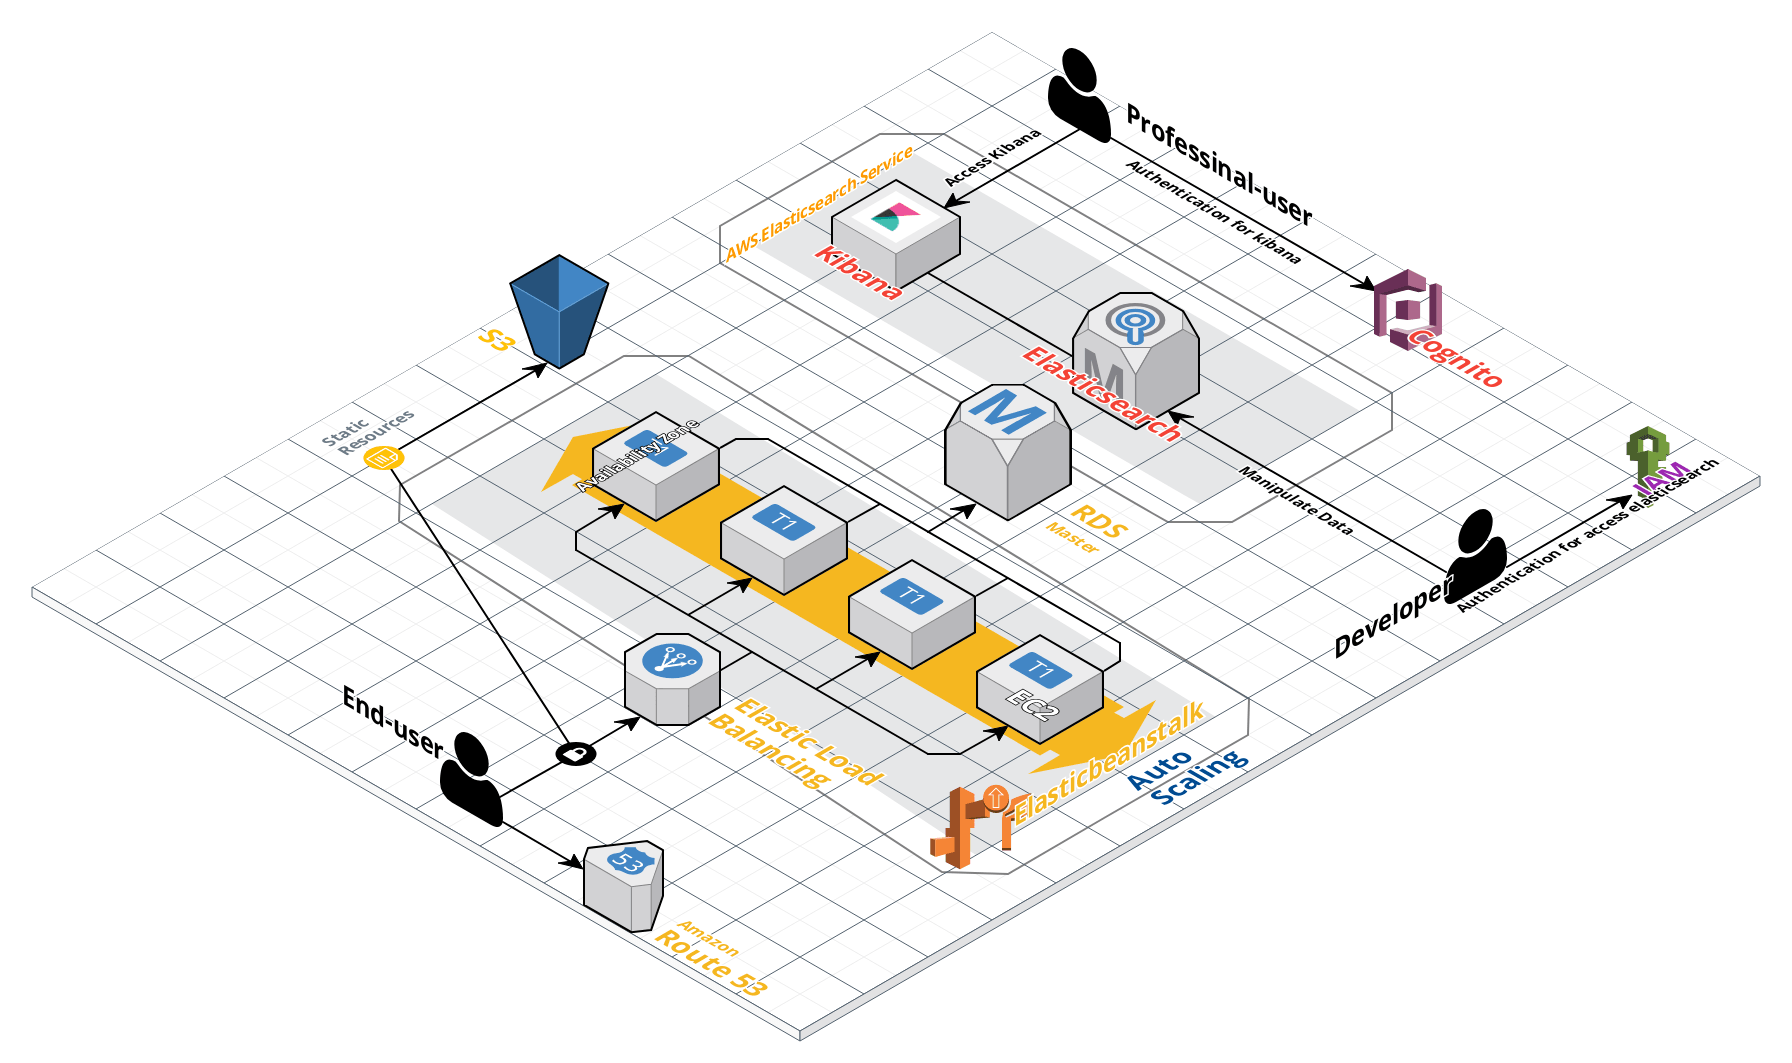 Professinal-user
Access Kibana
Authentication for kibana
AWS Elasticsearch Service
Kibana
Cognito
M
Elasticsearch
S3
Static
Resources
Availability Zone
M
RDS
Master
Manipulate Data
IAM
Authentication for access elasticsearch
Developer
T1
T1
T1
EC2
End-user
Elastic Load
Balancing
Elasticbeanstalk
Auto
Scaling
53
Amazon
Route 53